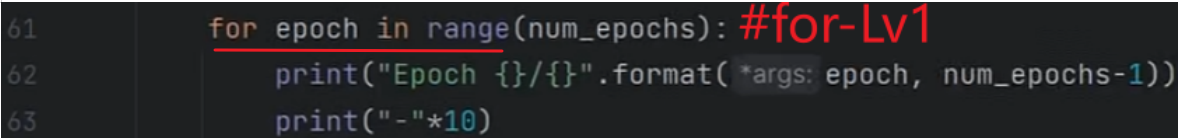 61 for epoch in range(num_epochs): #for-Lv1
62 print("Epoch {}/{}".format( *args: epoch, num_epochs-1))
63 print("-"*10)